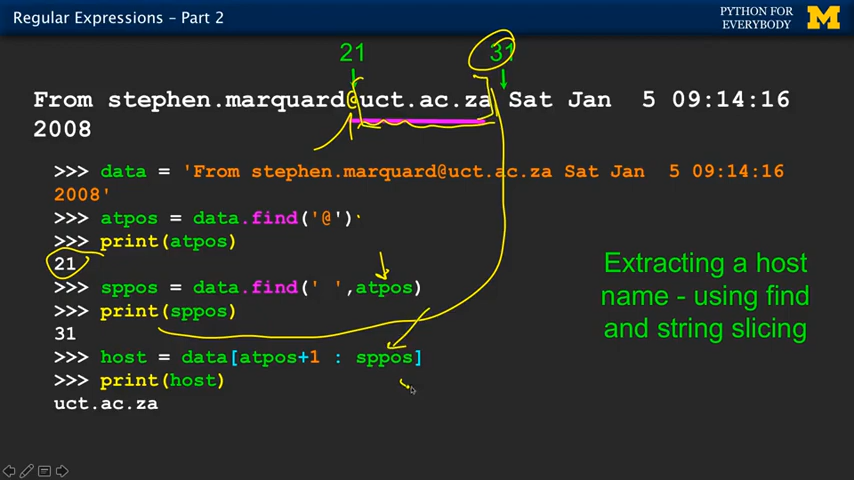 Regular Expressions – Part 2
PYTHON FOR
EVERYBODY
21 31
From stephen.marquard@uct.ac.za Sat Jan  5 09:14:16
2008
>>> data = 'From stephen.marquard@uct.ac.za Sat Jan  5 09:14:16
2008'
>>> atpos = data.find('@')
>>> print(atpos)
21
>>> sppos = data.find(' ',atpos)
>>> print(sppos)
31
>>> host = data[atpos+1 : sppos]
>>> print(host)
uct.ac.za
Extracting a host
name - using find
and string slicing